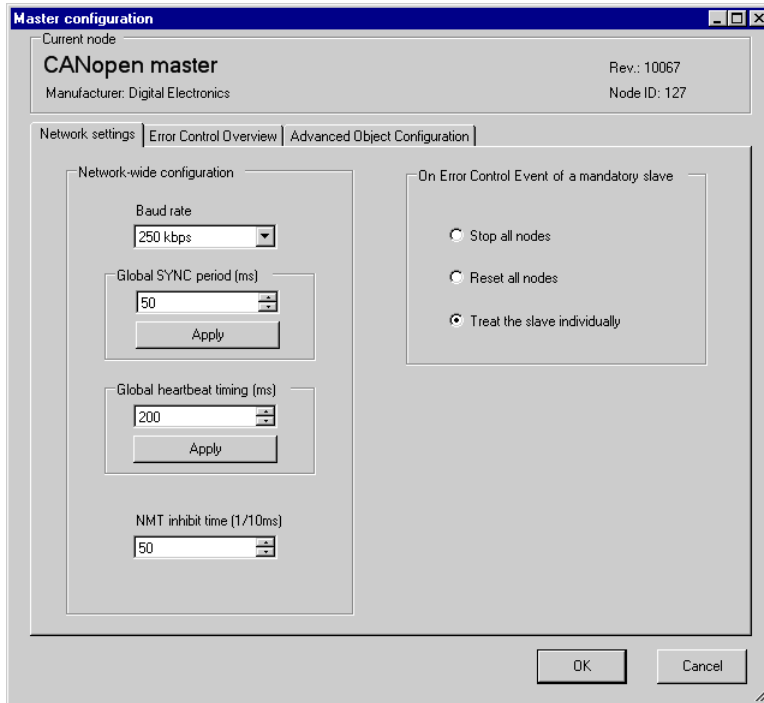 Master configuration
Current node
CANopen master
Rev.: 10067
Manufacturer: Digital Electronics
Node ID: 127
Network settings
Error Control Overview
Advanced Object Configuration
Network-wide configuration
Baud rate
250 kbps
Global SYNC period (ms)
50
Apply
Global heartbeat timing (ms)
200
Apply
NMT inhibit time (1/10ms)
50
On Error Control Event of a mandatory slave
Stop all nodes
Reset all nodes
Treat the slave individually
OK
Cancel